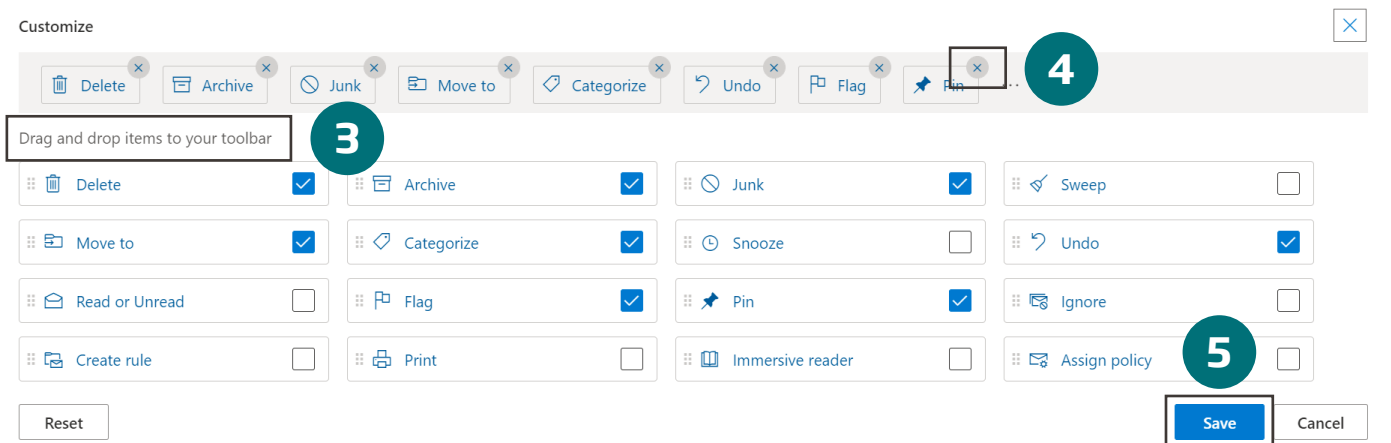 Customize
4
Delete Archive Junk Move to Categorize Undo Flag Pin ...
Drag and drop items to your toolbar 3
Delete Archive Junk Sweep
Move to Categorize Snooze Undo
Read or Unread Flag Pin Ignore
Create rule Print Immersive reader Assign policy 5
Reset Save Cancel